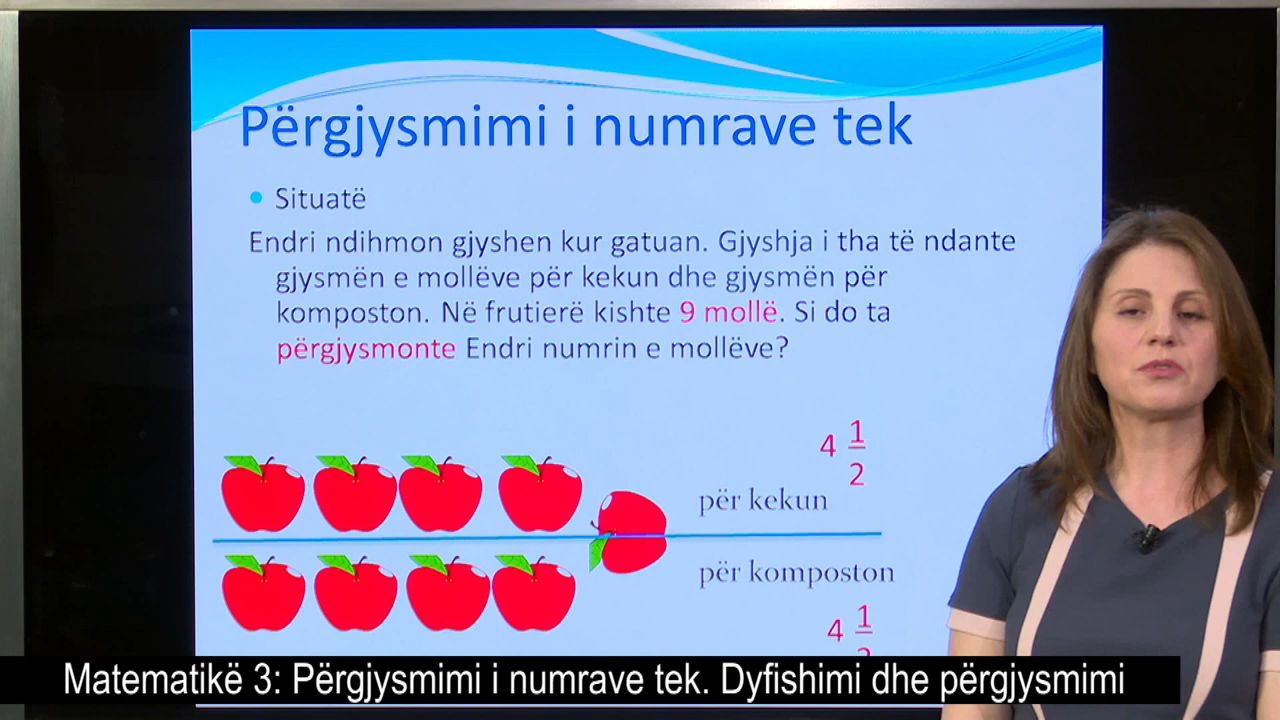 Përgjysmimi i numrave tek
• Situatë
Endri ndihmon gjyshen kur gatuan. Gjyshja i tha të ndante
gjysmën e mollëve për kekun dhe gjysmën për
komposton. Në frutierë kishte 9 mollë. Si do ta
përgjysmonte Endri numrin e mollëve?
4 1/2
për kekun
për komposton
4 1/2
Matematikë 3: Përgjysmimi i numrave tek. Dyfishimi dhe përgjysmimi